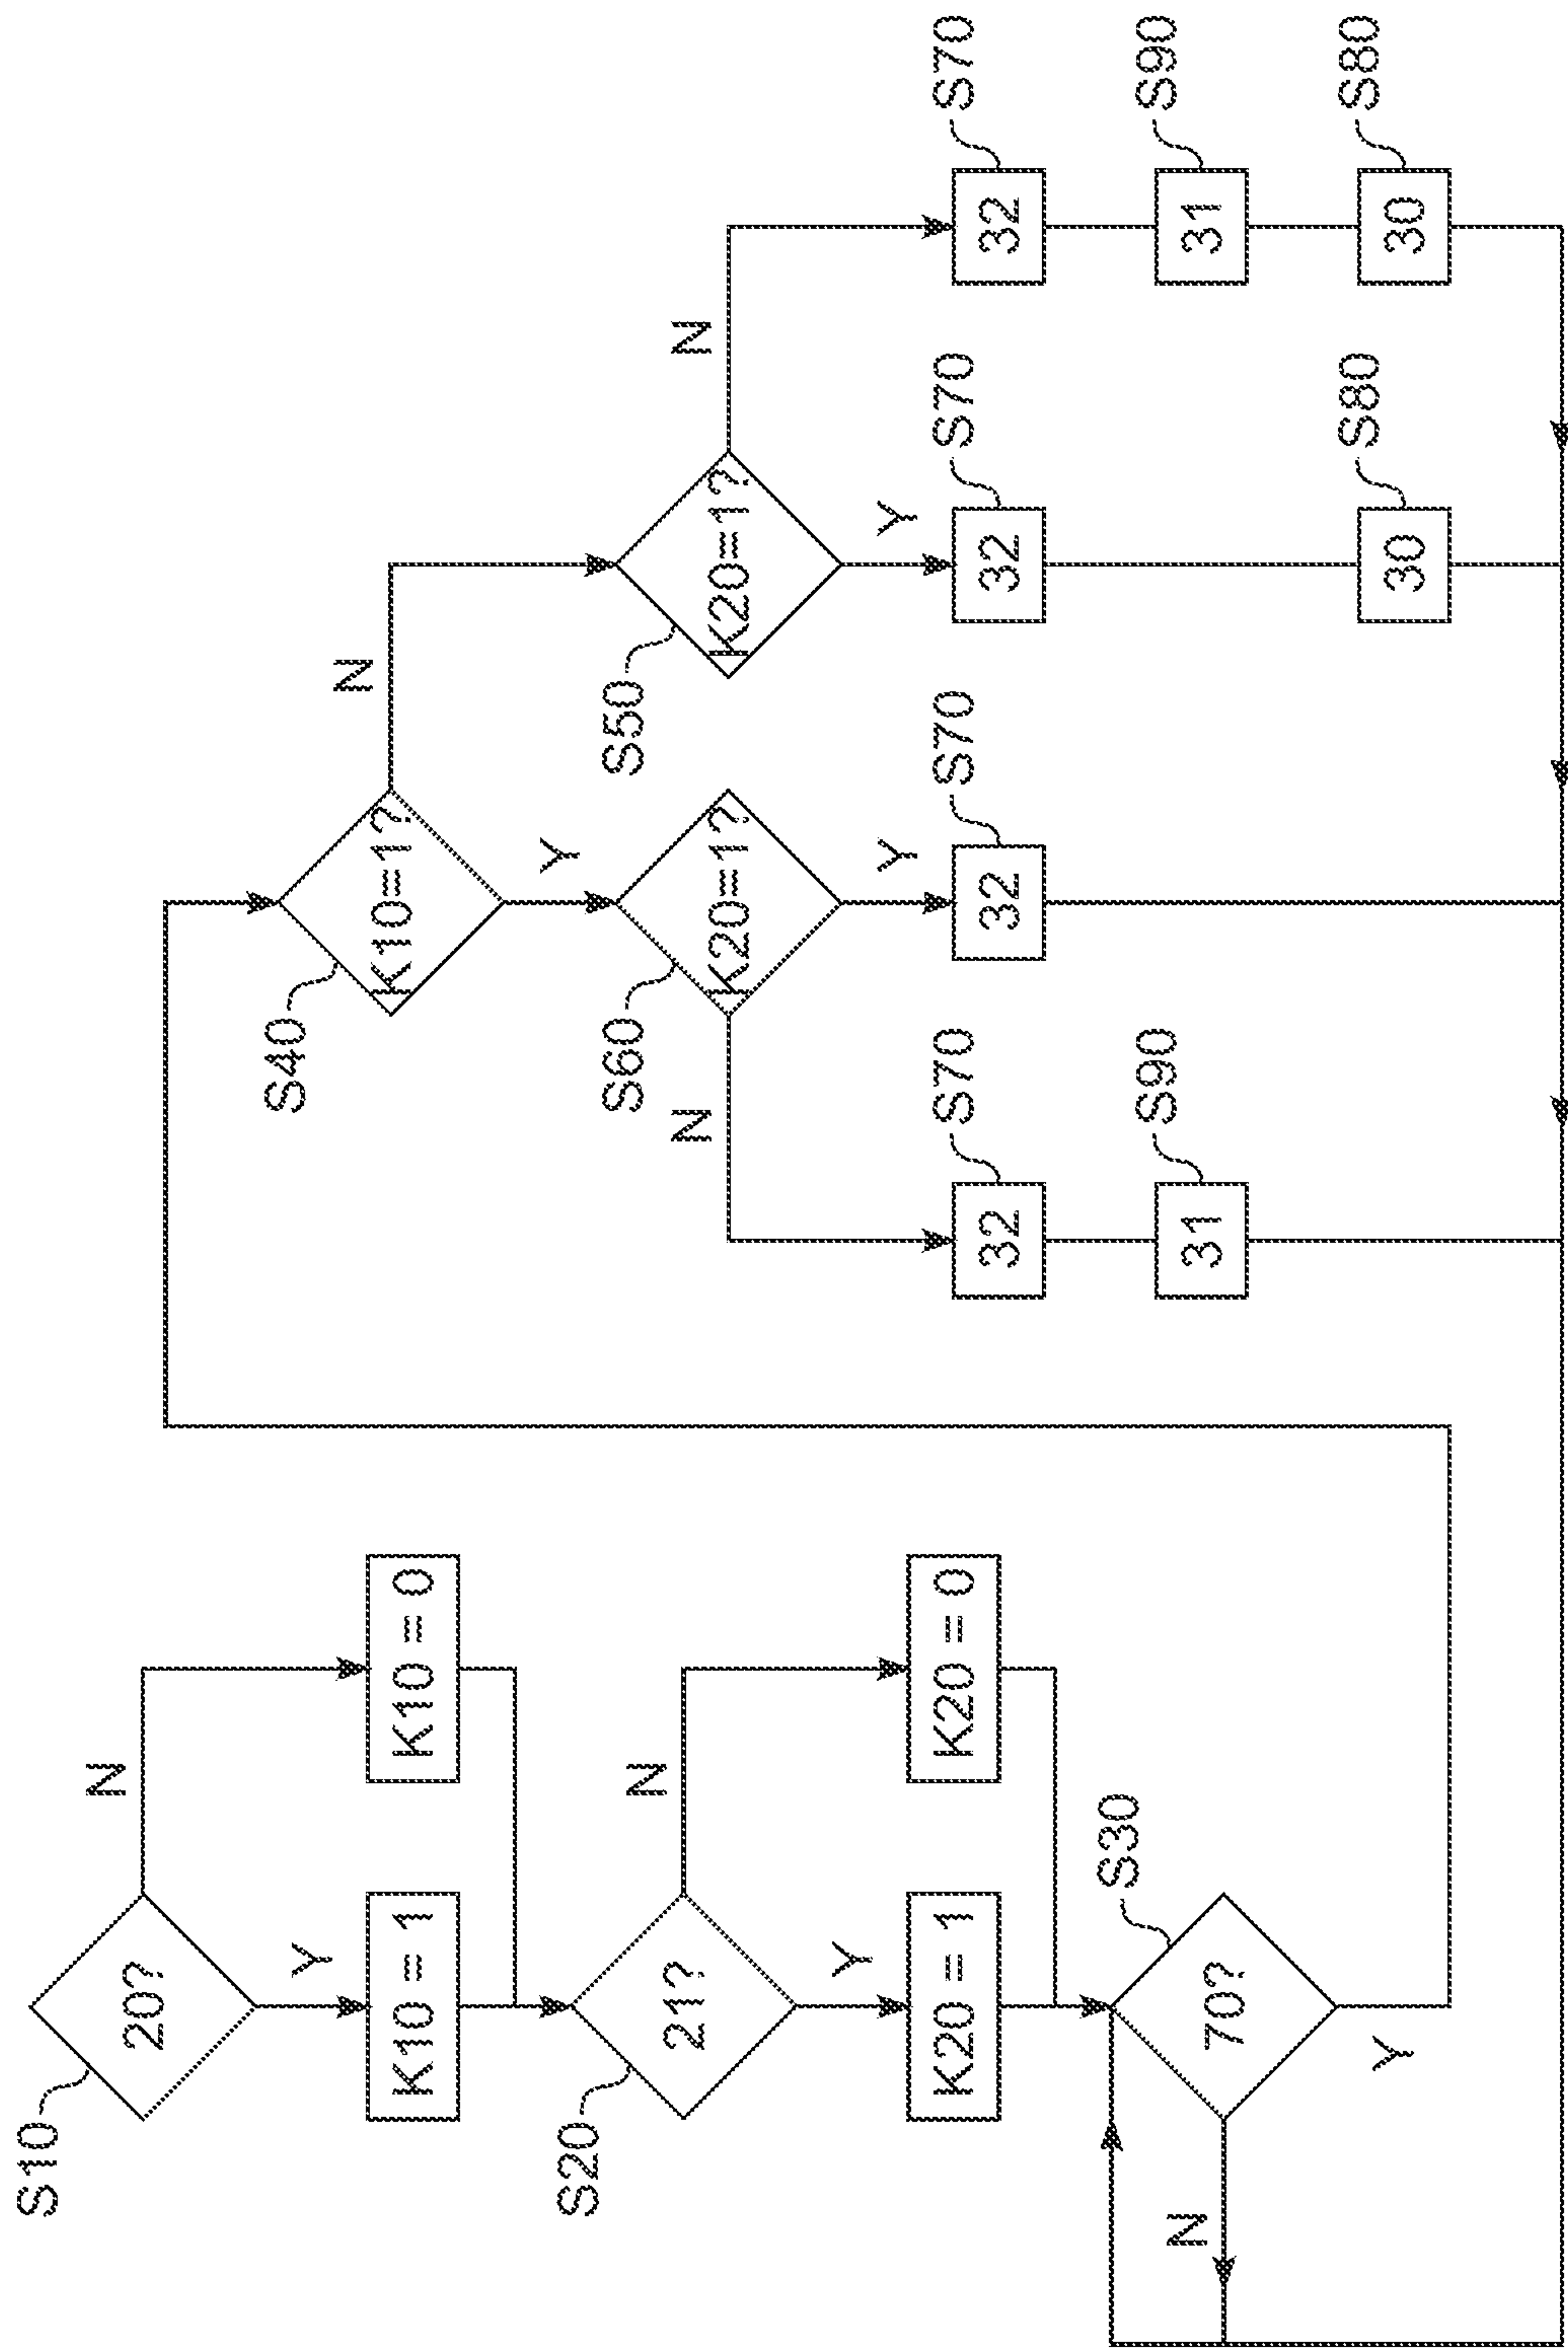 S10
20?
N
Y
K10 = 1
K10 = 0
S20
21?
N
Y
K20 = 1
K20 = 0
S30
N
70?
Y
S40
K10=1?
N
Y
S60
K20=1?
N
Y
S50
K20=1?
N
Y
32
S70
31
S90
32
S70
32
S70
30
S80
32
S70
31
S90
30
S80